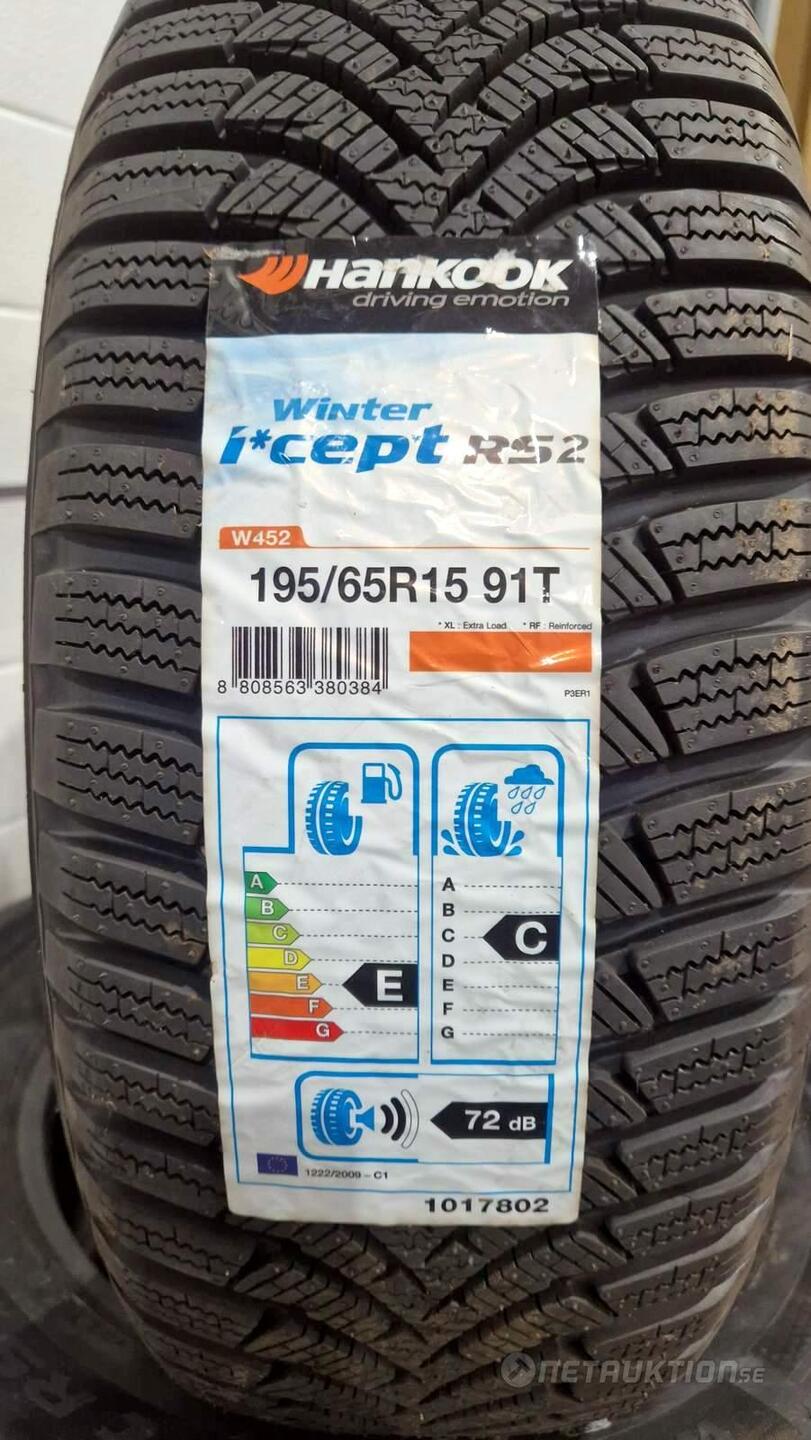 Hankook
driving emotion
Winter
i*cept RS2
W452
195/65R15 91T
* XL : Extra Load * RF : Reinforced
8 808563 380384
P3ER1
A
B
C
D
E
F
G
E
A
B
C
D
E
F
G
C
72 dB
1222/2009 – C1
1017802
NETAUKTION.SE